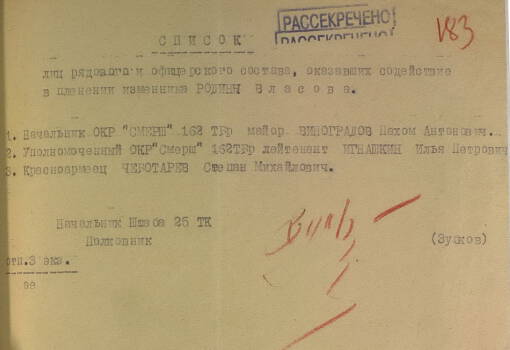 РАССЕКРЕЧЕНО
РАССЕКРЕЧЕНО
183
СПИСОК
лиц рядового и офицерского состава, оказавших содействие
в пленении изменника РОДИНЫ Власова.
1. Начальник ОКР "СМЕРШ" 162 ТБр майор ВИНОГРАДОВ Пахом Антонович.
2. Уполномоченный ОКР"Смерш" 162ТБр лейтенант ИГНАШКИН Илья Петрович
3. Красноармеец ЧЕБОТАРЕВ Степан Михайлович.
Начальник Штаба 25 ТК
Полковник
(Зубков)
отп.3 экз.